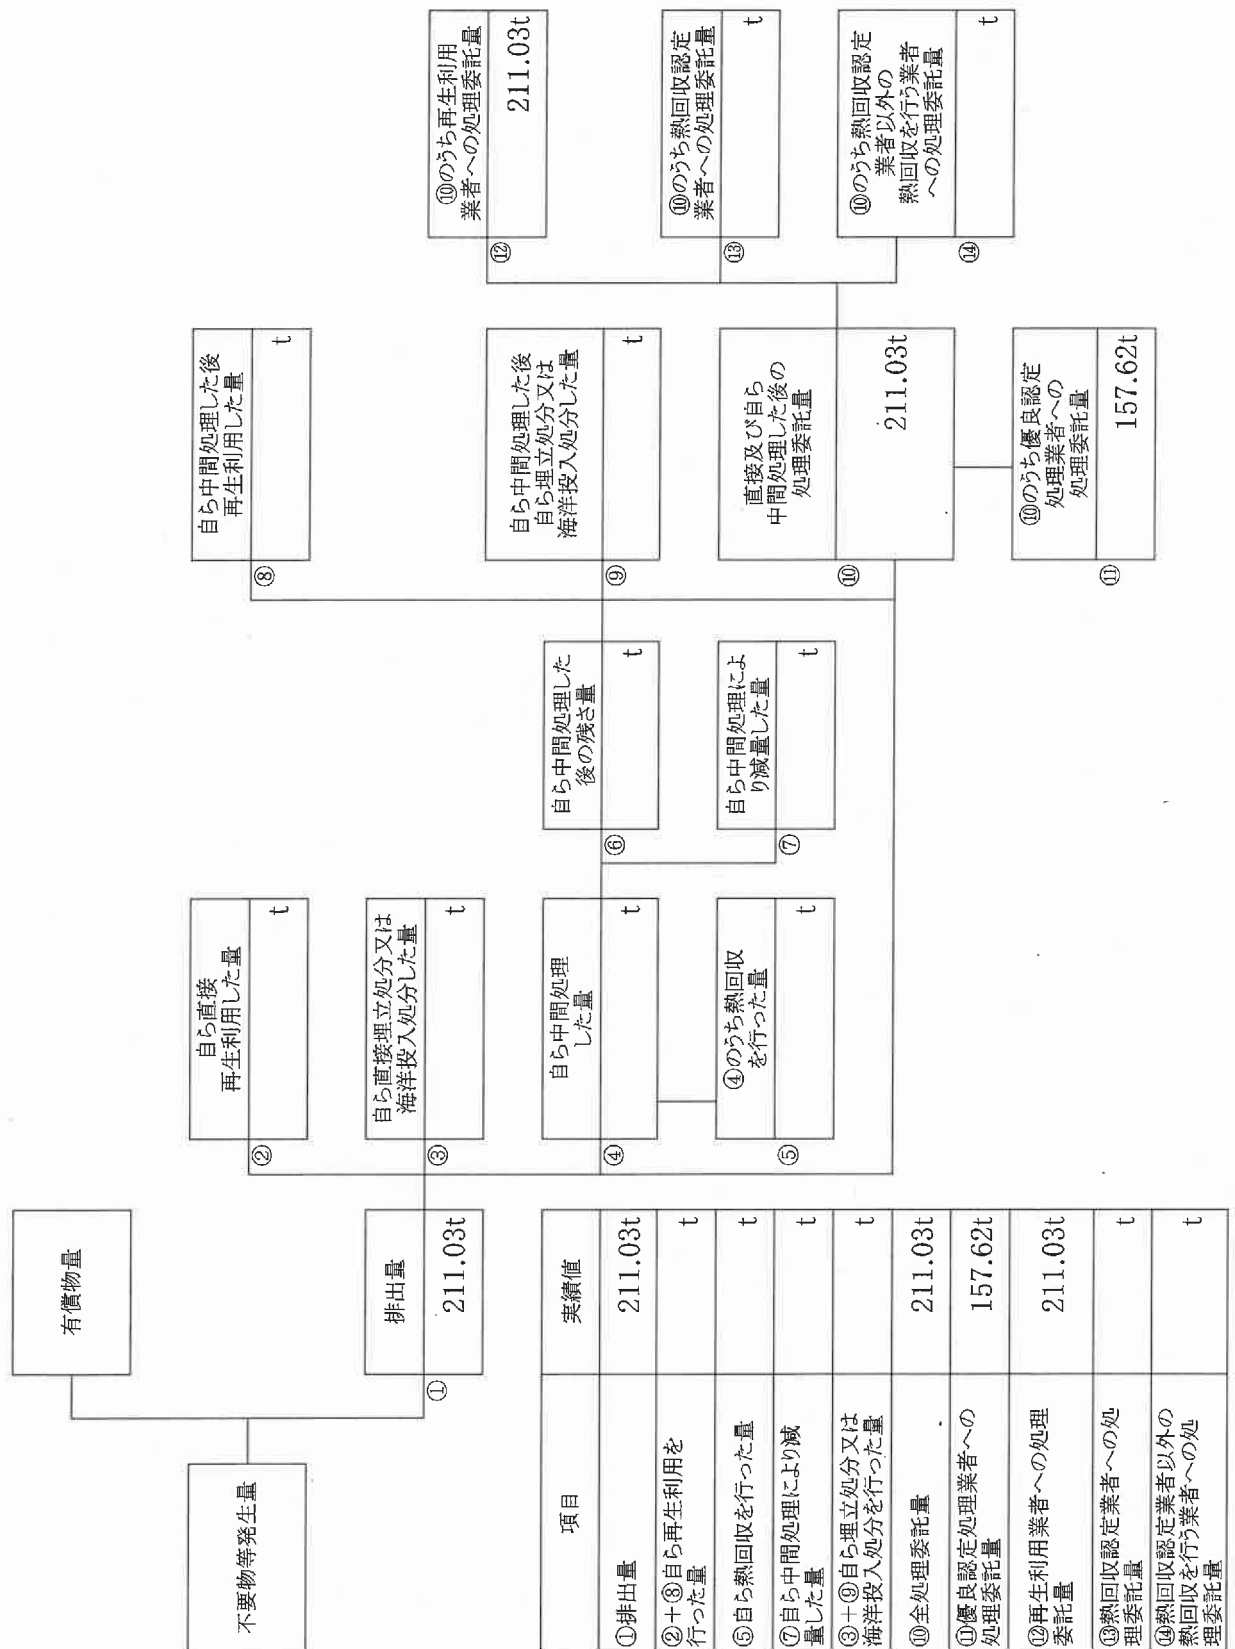 不要物等発生量
有償物量
①
排出量
211.03t
②
自ら直接
再生利用した量
t
③
自ら直接埋立処分又は
海洋投入処分した量
t
④
自ら中間処理
した量
t
⑤
④のうち熱回収
を行った量
t
⑥
自ら中間処理した
後の残さ量
t
⑦
自ら中間処理によ
り減量した量
t
⑧
自ら中間処理した後
再生利用した量
t
⑨
自ら中間処理した後
自ら埋立処分又は
海洋投入処分した量
t
⑩
直接及び自ら
中間処理した後の
処理委託量
211.03t
⑪
⑩のうち優良認定
処理業者への
処理委託量
157.62t
⑫
⑩のうち再生利用
業者への処理委託量
211.03t
⑬
⑩のうち熱回収認定
業者への処理委託量
t
⑭
⑩のうち熱回収認定
業者以外の
熱回収を行う業者
への処理委託量
t
項目 実績値
①排出量 211.03t
②+⑧自ら再生利用を
行った量 t
⑤自ら熱回収を行った量 t
⑦自ら中間処理により減
量した量 t
③+⑨自ら埋立処分又は
海洋投入処分を行った量 t
⑩全処理委託量 211.03t
⑪優良認定処理業者への
処理委託量 157.62t
⑫再生利用業者への処理
委託量 211.03t
⑬熱回収認定業者への処
理委託量 t
⑭熱回収認定業者以外の
熱回収を行う業者への処
理委託量 t